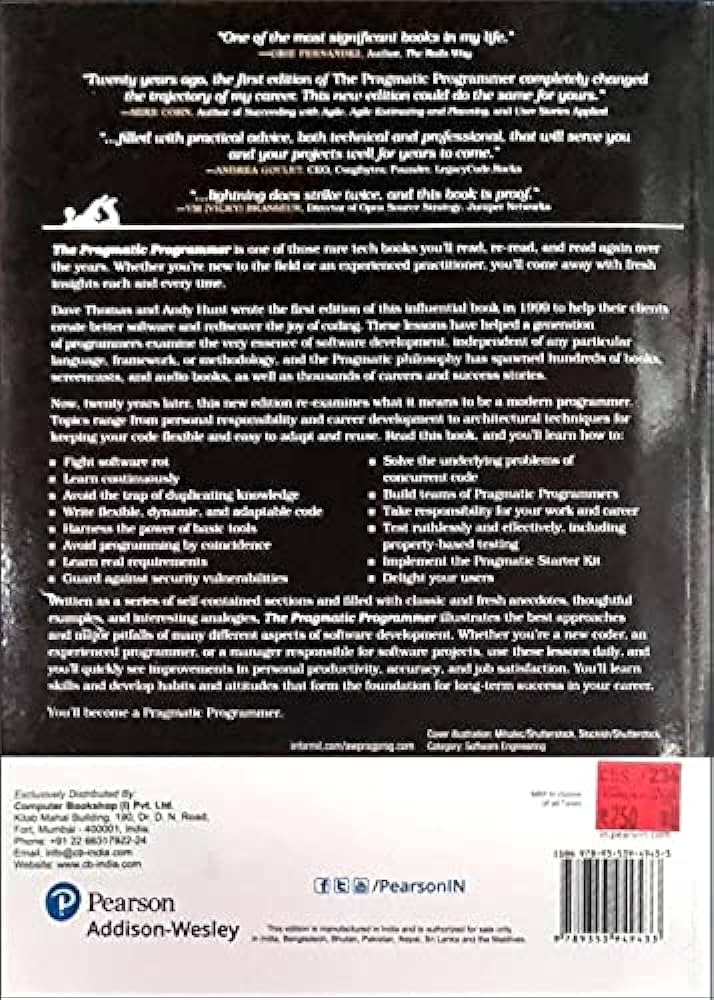 "One of the most significant books in my life."
—OBIE FERNANDEZ, Author, The Rails Way
"Twenty years ago, the first edition of The Pragmatic Programmer completely changed
the trajectory of my career. This new edition could do the same for yours."
—MIKE COHN, Author of Succeeding with Agile, Agile Estimating and Planning, and User Stories Applied
"...filled with practical advice, both technical and professional, that will serve you
and your projects well for years to come."
—ANDREA GOULET, CEO, Corgibytes, Founder, LegacyCode.Rocks
"...lightning does strike twice, and this book is proof."
—VM (VICKY) BRASSEUR, Director of Open Source Strategy, Juniper Networks
The Pragmatic Programmer is one of those rare tech books you'll read, re-read, and read again over
the years. Whether you're new to the field or an experienced practitioner, you'll come away with fresh
insights each and every time.
Dave Thomas and Andy Hunt wrote the first edition of this influential book in 1999 to help their clients
create better software and rediscover the joy of coding. These lessons have helped a generation
of programmers examine the very essence of software development, independent of any particular
language, framework, or methodology, and the Pragmatic philosophy has spawned hundreds of books,
screencasts, and audio books, as well as thousands of careers and success stories.
Now, twenty years later, this new edition re-examines what it means to be a modern programmer.
Topics range from personal responsibility and career development to architectural techniques for
keeping your code flexible and easy to adapt and reuse. Read this book, and you'll learn how to:
▪ Fight software rot
▪ Learn continuously
▪ Avoid the trap of duplicating knowledge
▪ Write flexible, dynamic, and adaptable code
▪ Harness the power of basic tools
▪ Avoid programming by coincidence
▪ Learn real requirements
▪ Guard against security vulnerabilities
▪ Solve the underlying problems of
concurrent code
▪ Build teams of Pragmatic Programmers
▪ Take responsibility for your work and career
▪ Test ruthlessly and effectively, including
property-based testing
▪ Implement the Pragmatic Starter Kit
▪ Delight your users
Written as a series of self-contained sections and filled with classic and fresh anecdotes, thoughtful
examples, and interesting analogies, The Pragmatic Programmer illustrates the best approaches
and major pitfalls of many different aspects of software development. Whether you're a new coder, an
experienced programmer, or a manager responsible for software projects, use these lessons daily, and
you'll quickly see improvements in personal productivity, accuracy, and job satisfaction. You'll learn
skills and develop habits and attitudes that form the foundation for long-term success in your career.
You'll become a Pragmatic Programmer.
Cover illustration: Mihalec/Shutterstock, Stockish/Shutterstock
informit.com/awpragprog.com Category: Software Engineering
Exclusively Distributed By:
Computer Bookshop (I) Pvt. Ltd.
Kitab Mahal Building, 190, Dr. D. N. Road,
Fort, Mumbai - 400001, India.
Phone: +91 22 66317922-24
Email: info@cb-india.com
Website: www.cb-india.com
MRP is inclusive
of all Taxes
₹750
in.pearson.com
ISBN 978-93-539-4943-3
9 789353 949433
/PearsonIN
Pearson
Addison-Wesley
This edition is manufactured in India and is authorized for sale only
in India, Bangladesh, Bhutan, Pakistan, Nepal, Sri Lanka and the Maldives.